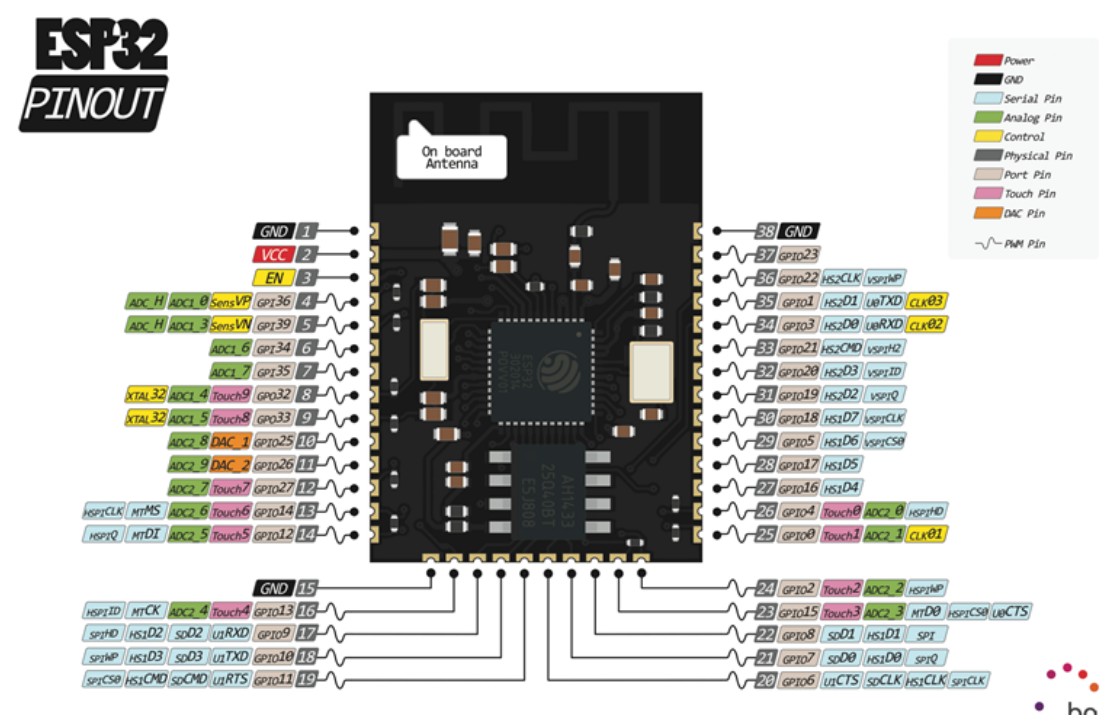 ESP32
PINOUT
Power
GND
Serial Pin
Analog Pin
Control
Physical Pin
Port Pin
Touch Pin
DAC Pin
PWM Pin
On board
Antenna
GND 1
VCC 2
EN 3
ADC_H ADC1_0 SensVP GPI36 4
ADC_H ADC1_3 SensVN GPI39 5
ADC1_6 GPI34 6
ADC1_7 GPI35 7
XTAL32 ADC1_4 Touch9 GPO32 8
XTAL32 ADC1_5 Touch8 GPO33 9
ADC2_8 DAC_1 GPIO25 10
ADC2_9 DAC_2 GPIO26 11
ADC2_7 Touch7 GPIO27 12
HSPICLK MTMS ADC2_6 Touch6 GPIO14 13
HSPIQ MTDI ADC2_5 Touch5 GPIO12 14
GND 15
HSPIID MTCK ADC2_4 Touch4 GPIO13 16
SPIHD HS1D2 SDD2 U1RXD GPIO9 17
SPIWP HS1D3 SDD3 U1TXD GPIO10 18
SPICS0 HS1CMD SDCMD U1RTS GPIO11 19
38 GND
37 GPIO23
36 GPIO22 HS2CLK VSPIWP
35 GPIO1 HS2D1 U0TXD CLK03
34 GPIO3 HS2D0 U0RXD CLK02
33 GPIO21 HS2CMD VSPIH2
32 GPIO20 HS2D3 VSPIID
31 GPIO19 HS2D2 VSPIQ
30 GPIO18 HS1D7 VSPICLK
29 GPIO5 HS1D6 VSPICS0
28 GPIO17 HS1D5
27 GPIO16 HS1D4
26 GPIO4 Touch0 ADC2_0 HSPIHD
25 GPIO0 Touch1 ADC2_1 CLK01
24 GPIO2 Touch2 ADC2_2 HSPIWP
23 GPIO15 Touch3 ADC2_3 MTD0 HSPICS0 U0CTS
22 GPIO8 SDD1 HS1D1 SPI
21 GPIO7 SDD0 HS1D0 SPIQ
20 GPIO6 U1CTS SDCLK HS1CLK SPICLK
ESP32
AH1433
25Q40BT